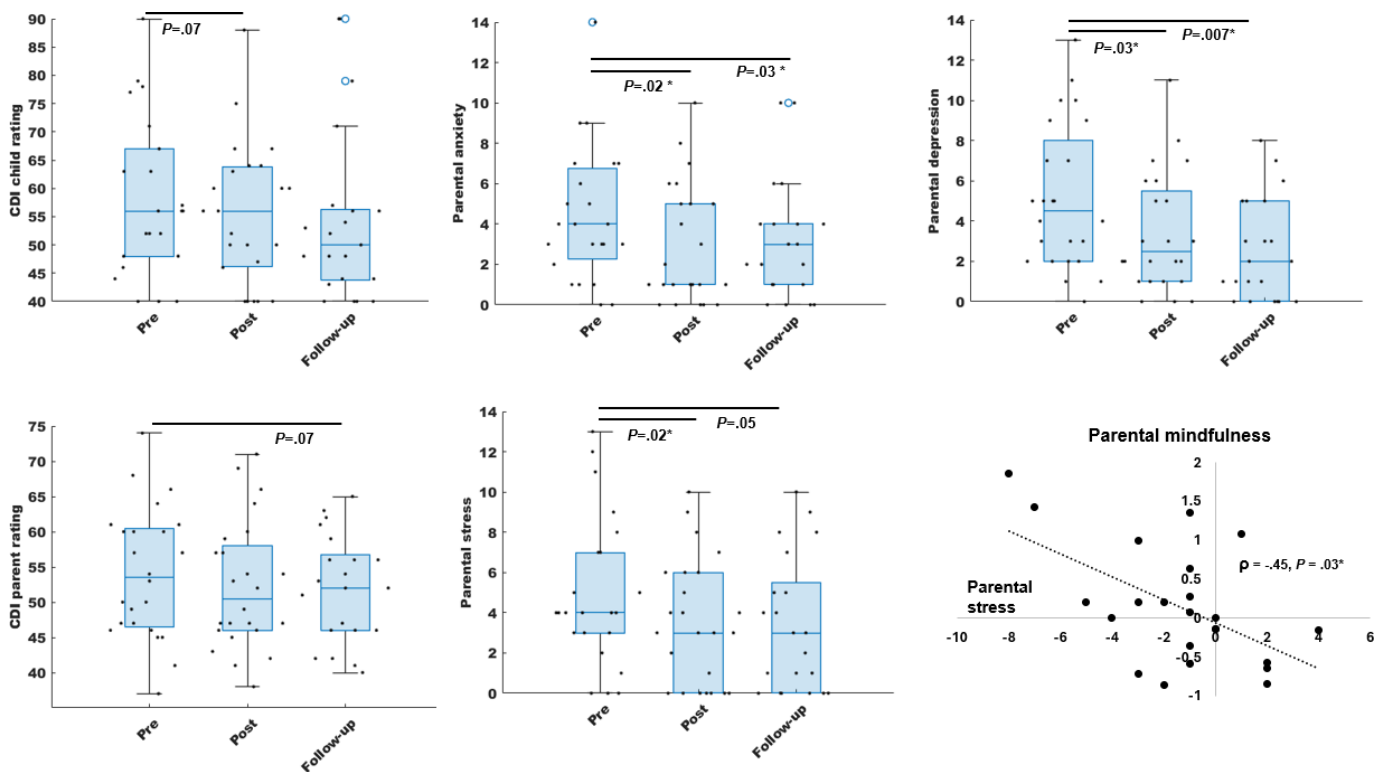 CDI child rating
90
85
80
75
70
65
60
55
50
45
40
P=.07
Pre
Post
Follow-up
Parental anxiety
14
12
10
8
6
4
2
0
P=.02 *
P=.03 *
Pre
Post
Follow-up
Parental depression
14
12
10
8
6
4
2
0
P=.03*
P=.007*
Pre
Post
Follow-up
CDI parent rating
75
70
65
60
55
50
45
40
P=.07
Pre
Post
Follow-up
Parental stress
14
12
10
8
6
4
2
0
P=.02*
P=.05
Pre
Post
Follow-up
Parental mindfulness
2
1.5
1
0.5
0
-0.5
-1
ρ = -.45, P = .03*
Parental
stress
-10 -8 -6 -4 -2 0 2 4 6